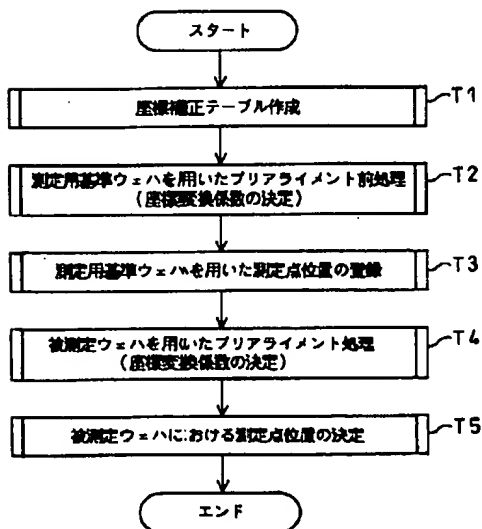 スタート
座標補正テーブル作成
T1
測定用基準ウェハを用いたプリアライメント前処理
(座標変換係数の決定)
T2
測定用基準ウェハを用いた測定点位置の登録
T3
被測定ウェハを用いたプリアライメント処理
(座標変換係数の決定)
T4
被測定ウェハにおける測定点位置の決定
T5
エンド